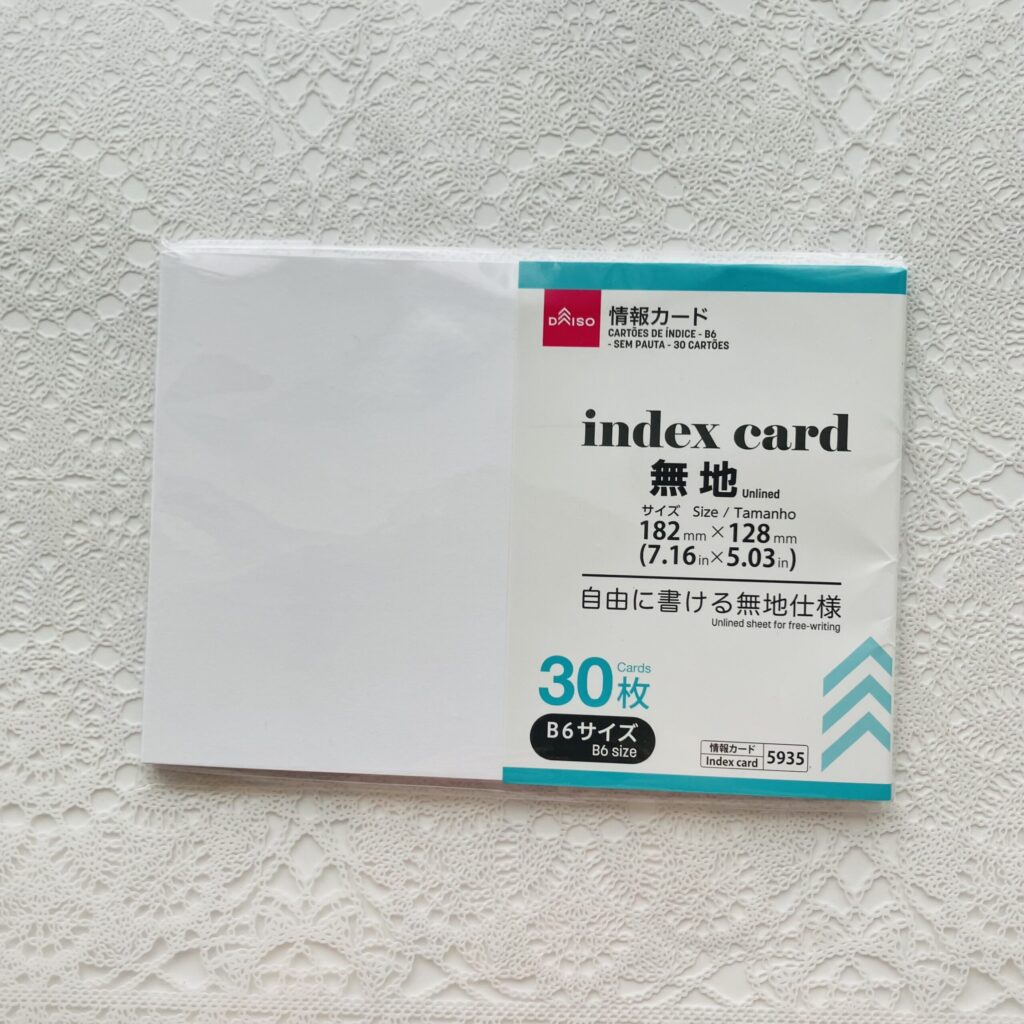 DAISO
情報カード
CARTÕES DE ÍNDICE - B6
- SEM PAUTA - 30 CARTÕES
index card
無地 Unlined
サイズ Size / Tamanho
182mm×128mm
(7.16in×5.03in)
自由に書ける無地仕様
Unlined sheet for free-writing
30枚 Cards
B6サイズ
B6 size
情報カード
Index card
5935